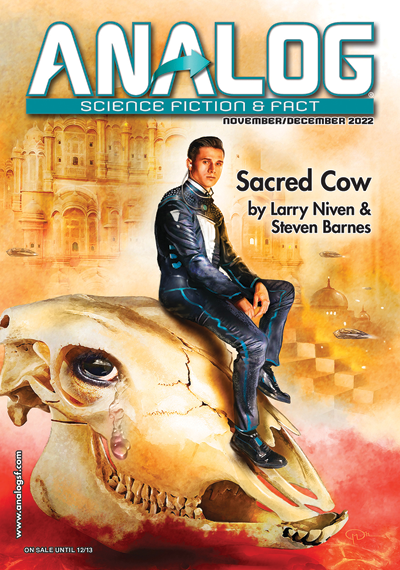 ANALOG
SCIENCE FICTION & FACT
NOVEMBER/DECEMBER 2022
Sacred Cow
by Larry Niven &
Steven Barnes
www.analogsf.com
ON SALE UNTIL 12/13